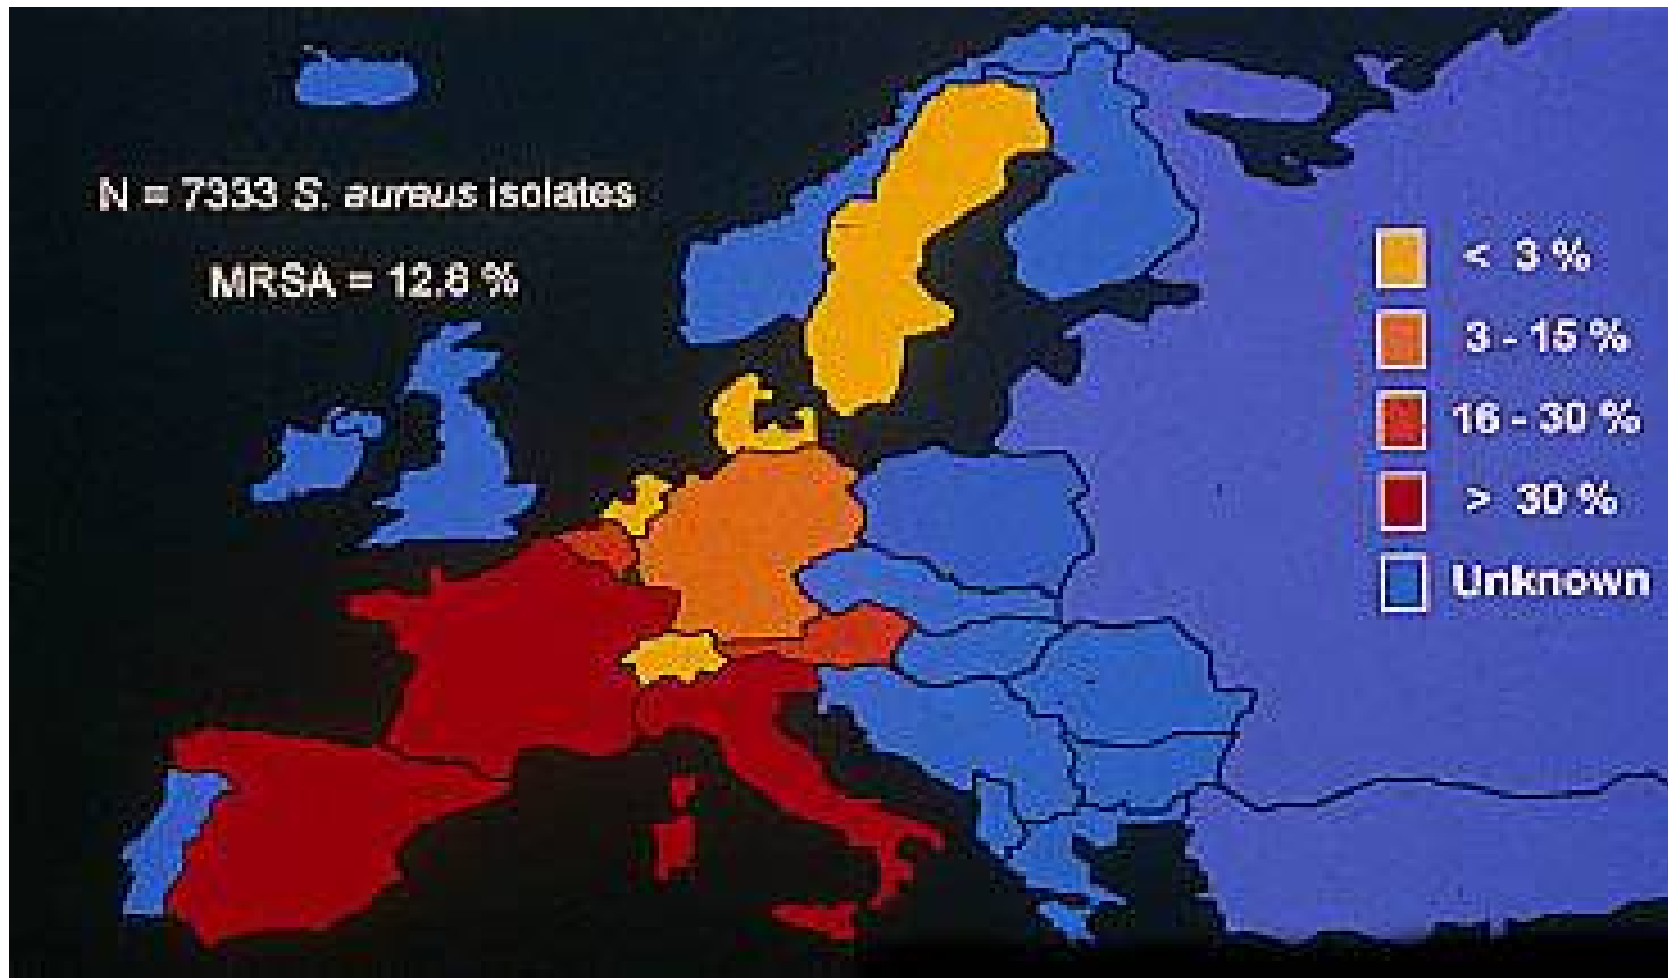 N = 7333 S. aureus isolates
MRSA = 12.8 %
< 3 %
3 - 15 %
16 - 30 %
> 30 %
Unknown